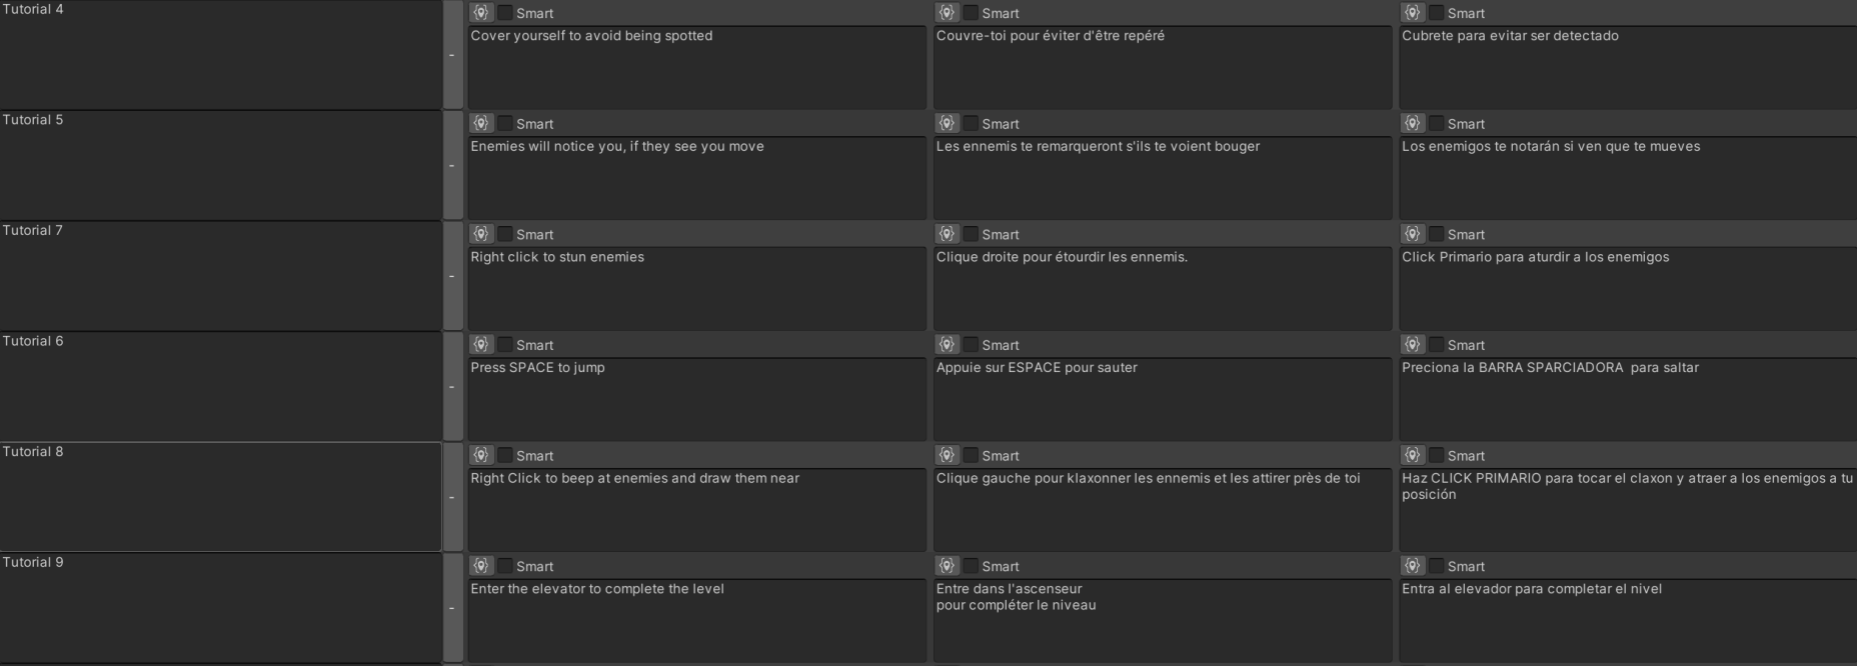 Tutorial 4
Smart
Smart
Smart
-
Cover yourself to avoid being spotted
Couvre-toi pour éviter d'être repéré
Cubrete para evitar ser detectado
Tutorial 5
Smart
Smart
Smart
-
Enemies will notice you, if they see you move
Les ennemis te remarqueront s'ils te voient bouger
Los enemigos te notarán si ven que te mueves
Tutorial 7
Smart
Smart
Smart
-
Right click to stun enemies
Clique droite pour étourdir les ennemis.
Click Primario para aturdir a los enemigos
Tutorial 6
Smart
Smart
Smart
-
Press SPACE to jump
Appuie sur ESPACE pour sauter
Preciona la BARRA SPARCIADORA  para saltar
Tutorial 8
Smart
Smart
Smart
-
Right Click to beep at enemies and draw them near
Clique gauche pour klaxonner les ennemis et les attirer près de toi
Haz CLICK PRIMARIO para tocar el claxon y atraer a los enemigos a tu
posición
Tutorial 9
Smart
Smart
Smart
-
Enter the elevator to complete the level
Entre dans l'ascenseur
pour compléter le niveau
Entra al elevador para completar el nivel